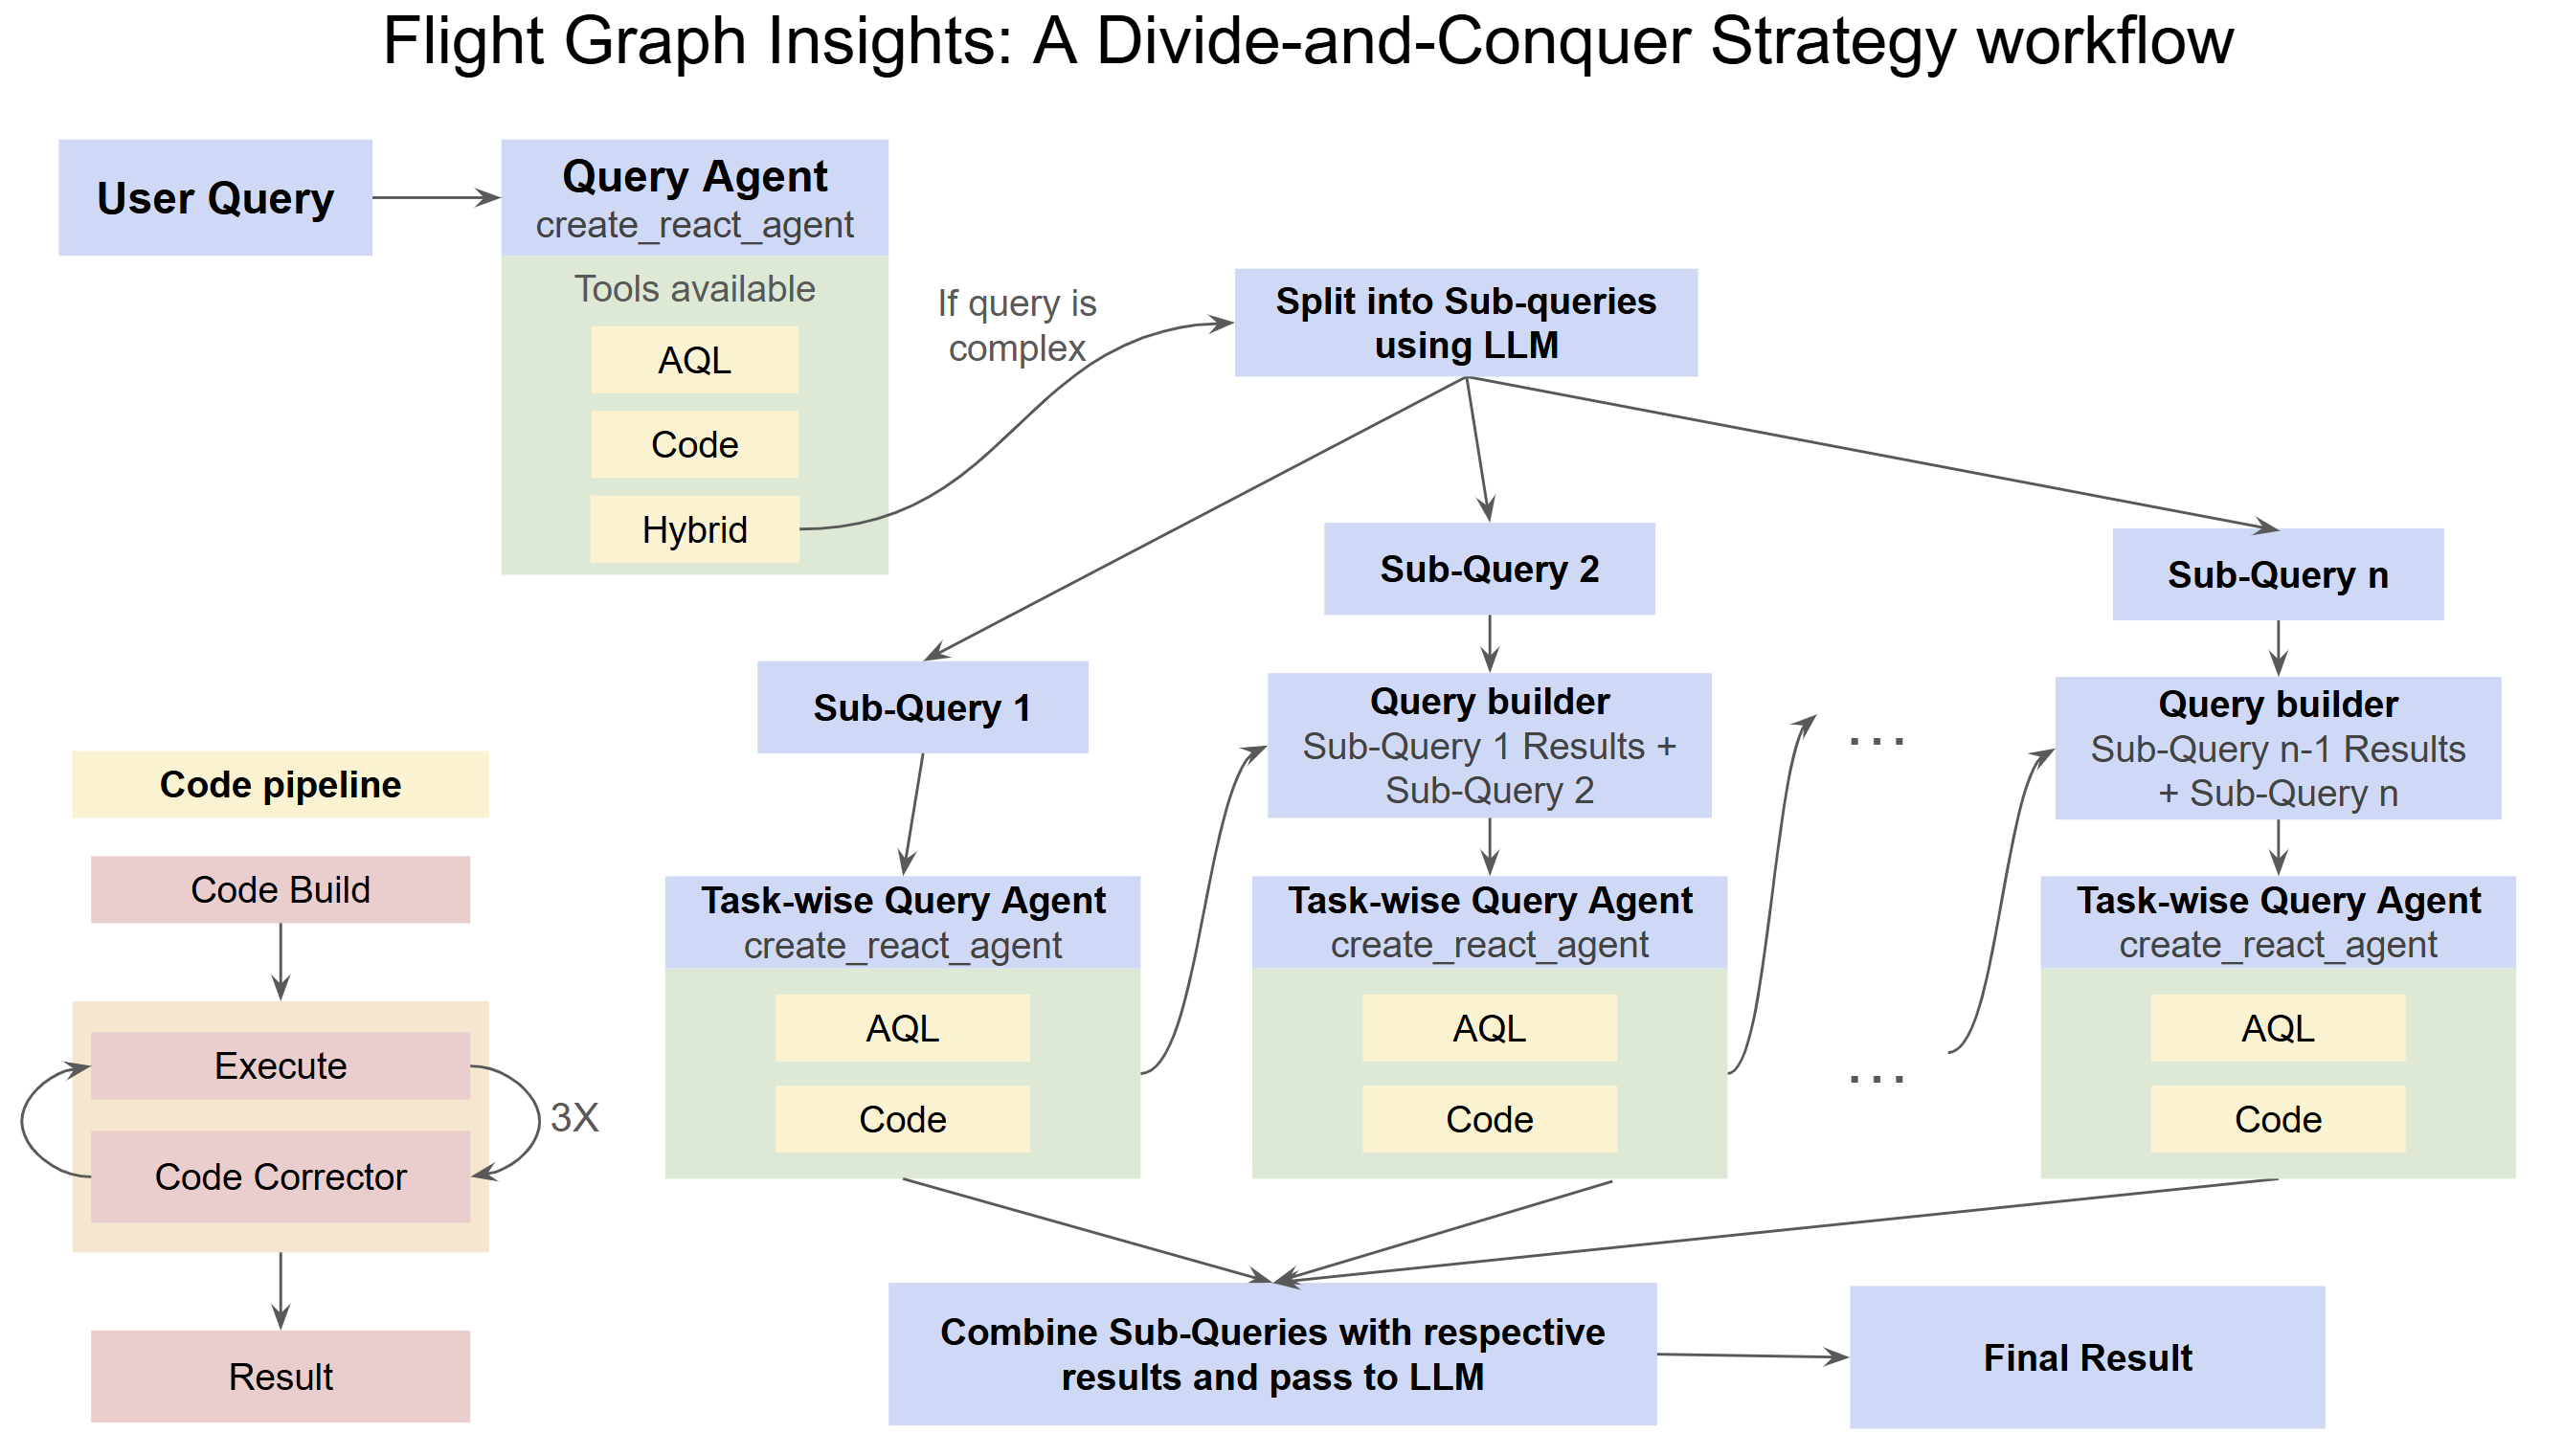 Flight Graph Insights: A Divide-and-Conquer Strategy workflow
User Query
Query Agent
create_react_agent
Tools available
AQL
Code
Hybrid
If query is
complex
Split into Sub-queries
using LLM
Sub-Query 1
Sub-Query 2
Sub-Query n
Query builder
Sub-Query 1 Results +
Sub-Query 2
...
Query builder
Sub-Query n-1 Results
+ Sub-Query n
Task-wise Query Agent
create_react_agent
AQL
Code
Task-wise Query Agent
create_react_agent
AQL
Code
...
Task-wise Query Agent
create_react_agent
AQL
Code
Combine Sub-Queries with respective
results and pass to LLM
Final Result
Code pipeline
Code Build
Execute
3X
Code Corrector
Result